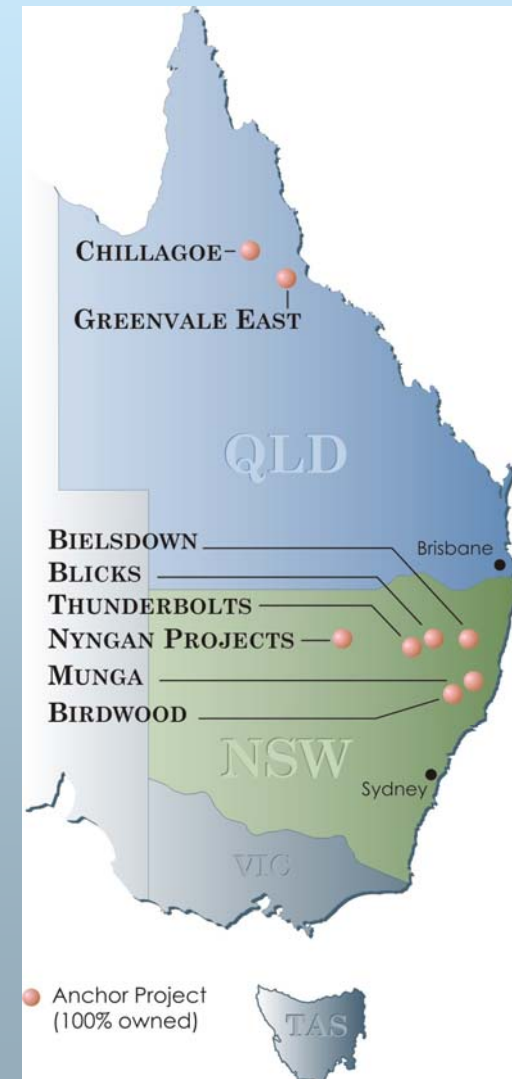 CHILLAGOE
GREENVALE EAST
QLD
BIELSDOWN
Brisbane
BLICKS
THUNDERBOLTS
NYNGAN PROJECTS
MUNGA
BIRDWOOD
NSW
Sydney
VIC
Anchor Project
(100% owned)
TAS